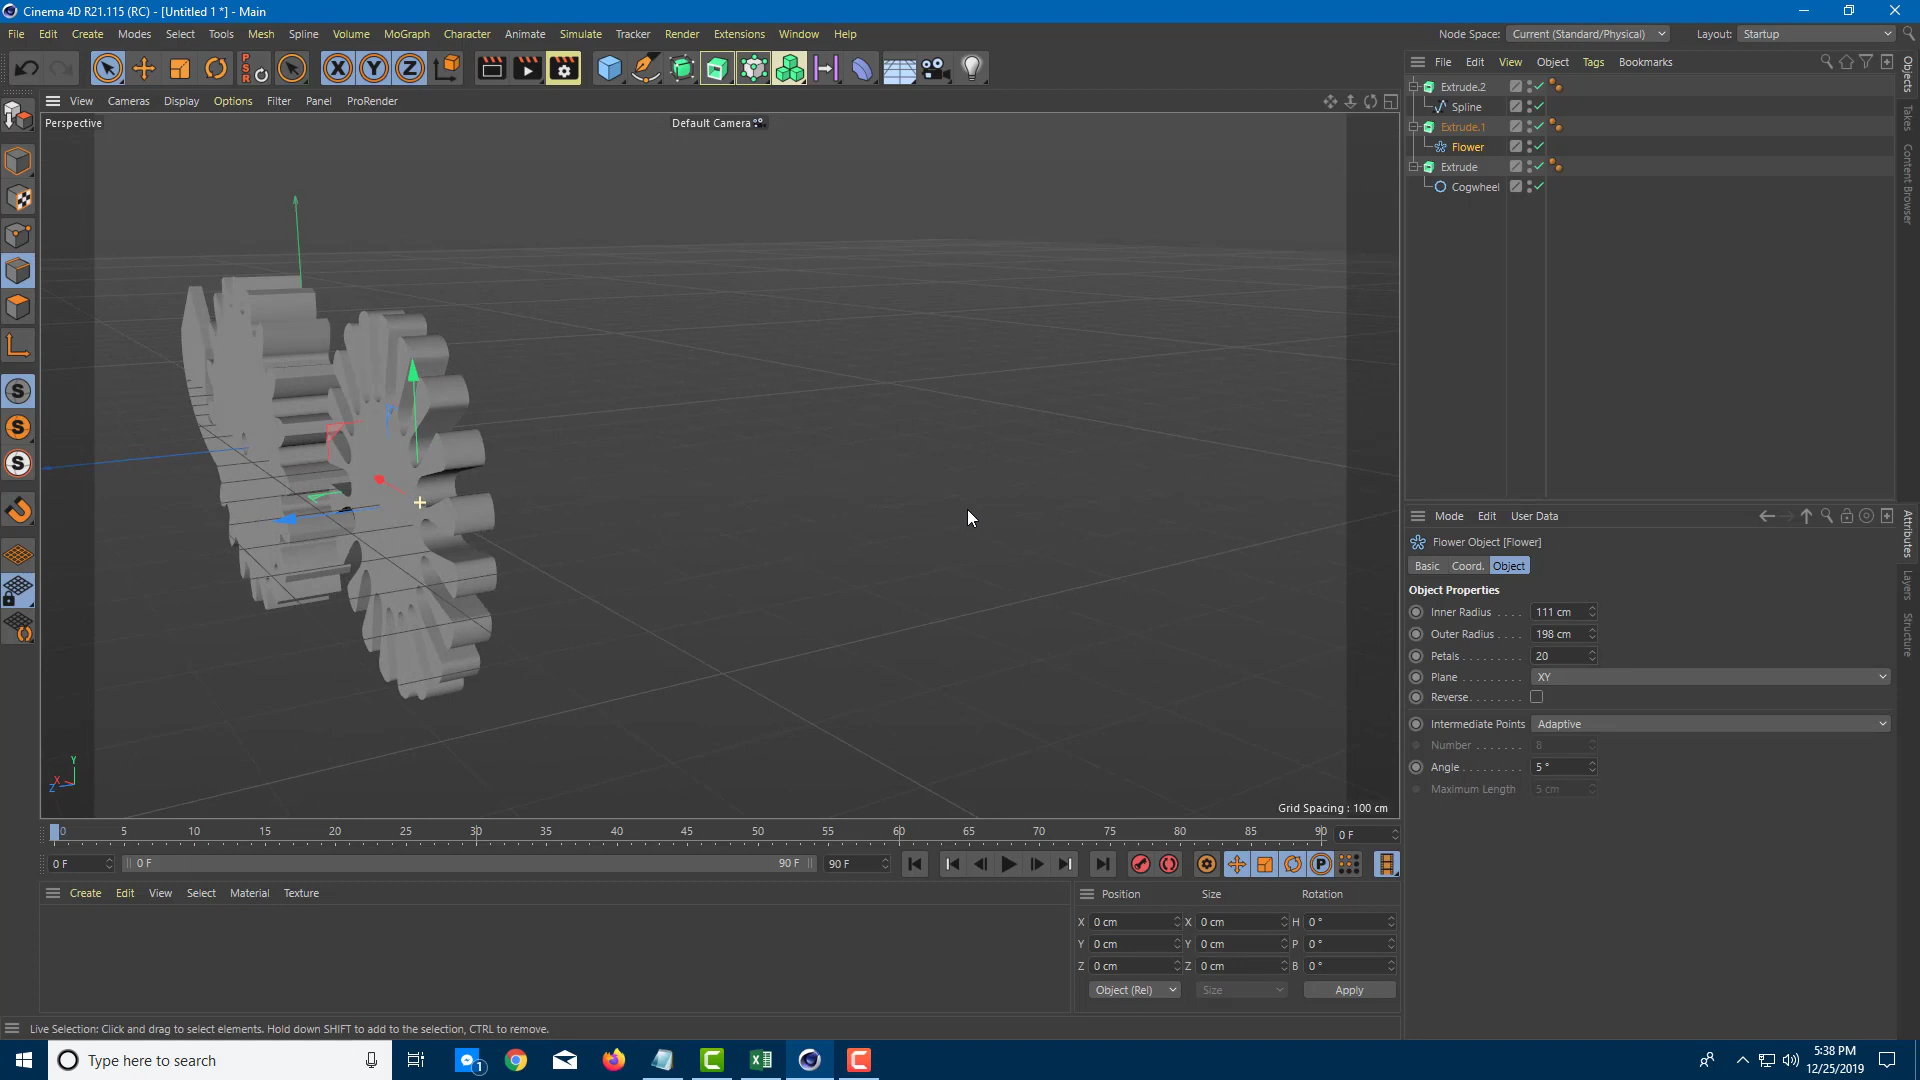 Cinema 4D R21.115 (RC) - [Untitled 1 *] - Main
File Edit Create Modes Select Tools Mesh Spline Volume MoGraph Character Animate Simulate Tracker Render Extensions Window Help Node Space: Current (Standard/Physical) Layout: Startup
View Cameras Display Options Filter Panel ProRender
Perspective Default Camera
Y
X
Z
Grid Spacing : 100 cm
File Edit View Object Tags Bookmarks
Extrude.2
Spline
Extrude.1
Flower
Extrude
Cogwheel
Objects
Takes
Content Browser
Mode Edit User Data
Flower Object [Flower]
Basic Coord. Object
Object Properties
Inner Radius . . . . 111 cm
Outer Radius . . . . 198 cm
Petals . . . . . . . . 20
Plane . . . . . . . . . XY
Reverse . . . . . . .
Intermediate Points Adaptive
Number . . . . . . . 8
Angle . . . . . . . . . 5 °
Maximum Length 5 cm
Attributes
Layers
Structure
0 5 10 15 20 25 30 35 40 45 50 55 60 65 70 75 80 85 90 0 F
0 F 0 F 90 F 90 F
Create Edit View Select Material Texture
Position Size Rotation
X 0 cm X 0 cm H 0 °
Y 0 cm Y 0 cm P 0 °
Z 0 cm Z 0 cm B 0 °
Object (Rel) Size Apply
Live Selection: Click and drag to select elements. Hold down SHIFT to add to the selection, CTRL to remove.
Type here to search
1
5:38 PM
12/25/2019